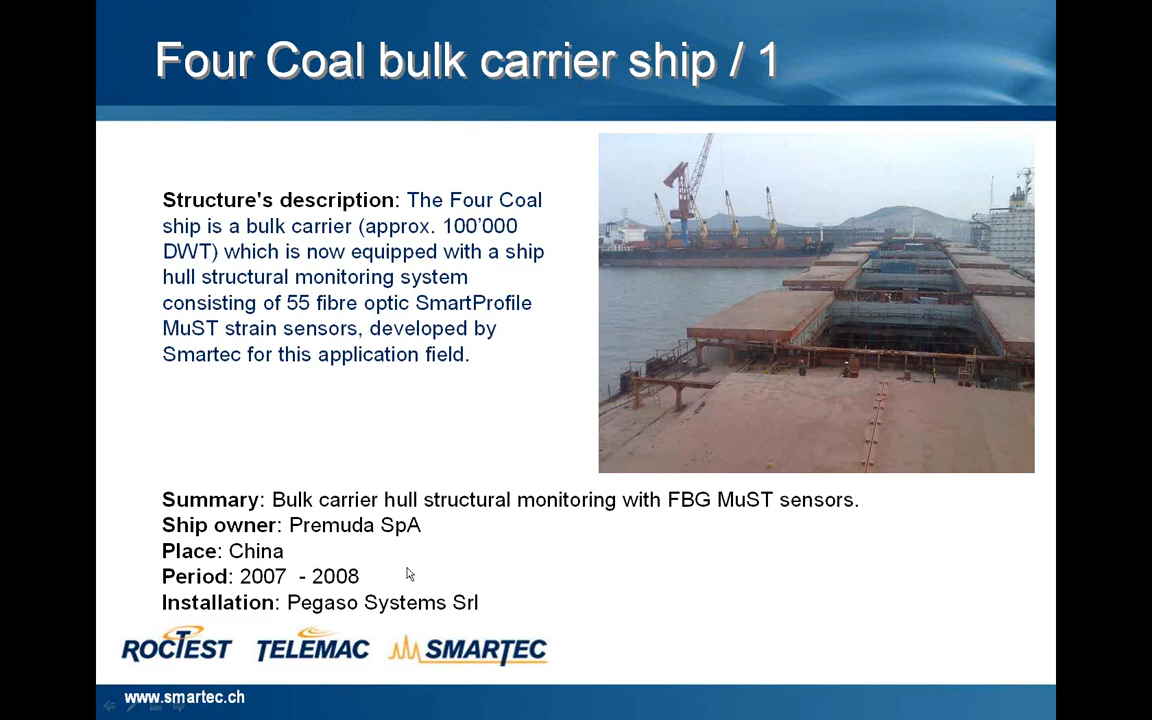 Four Coal bulk carrier ship / 1
Structure's description: The Four Coal
ship is a bulk carrier (approx. 100’000
DWT) which is now equipped with a ship
hull structural monitoring system
consisting of 55 fibre optic SmartProfile
MuST strain sensors, developed by
Smartec for this application field.
Summary: Bulk carrier hull structural monitoring with FBG MuST sensors.
Ship owner: Premuda SpA
Place: China
Period: 2007 - 2008
Installation: Pegaso Systems Srl
ROCTEST TELEMAC SMARTEC
www.smartec.ch